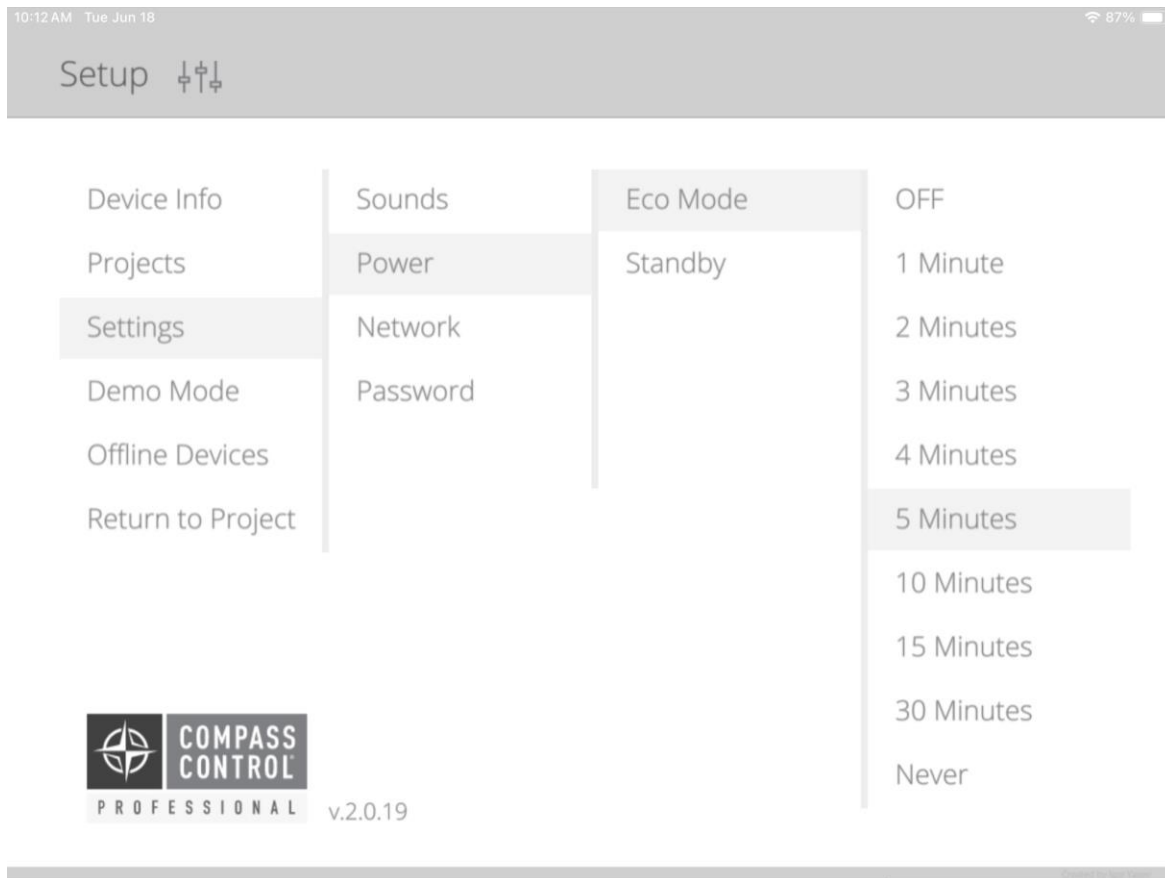 10:12 AM Tue Jun 18
87%
Setup
Device Info
Projects
Settings
Demo Mode
Offline Devices
Return to Project
Sounds
Power
Network
Password
Eco Mode
Standby
OFF
1 Minute
2 Minutes
3 Minutes
4 Minutes
5 Minutes
10 Minutes
15 Minutes
30 Minutes
Never
COMPASS
CONTROL
PROFESSIONAL
v.2.0.19